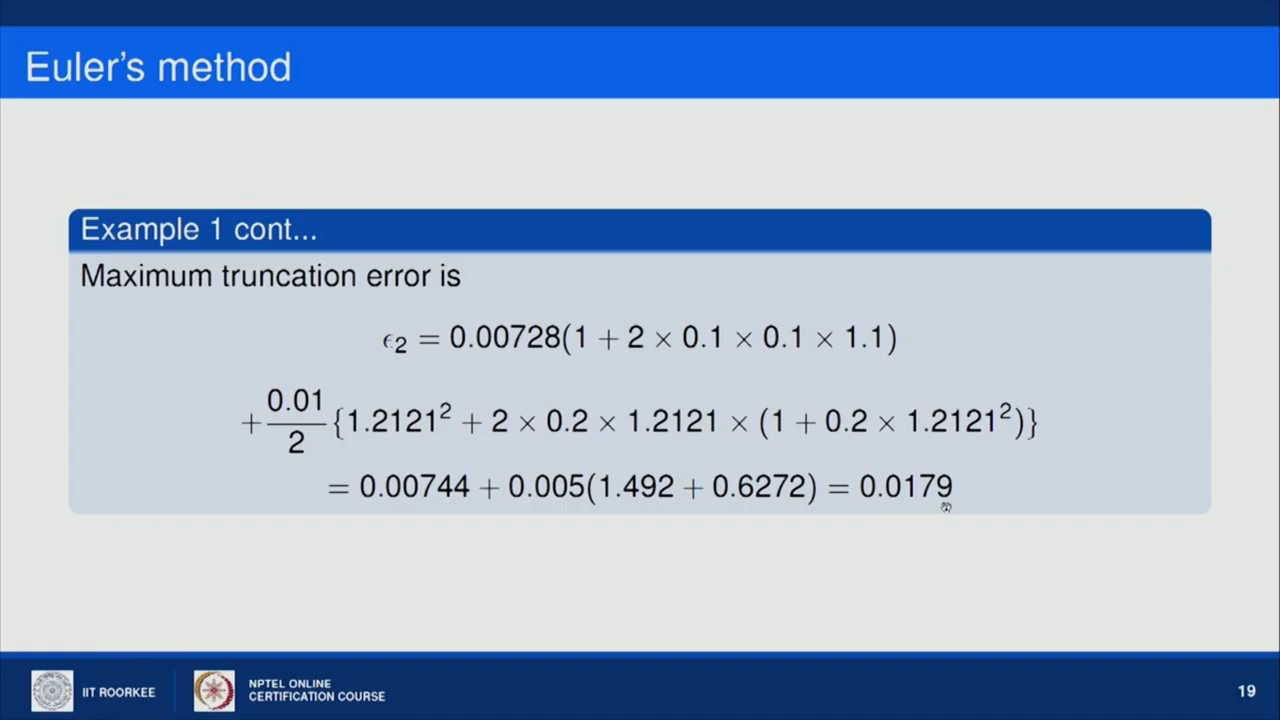 Euler's method
Example 1 cont...
Maximum truncation error is
ϵ₂ = 0.00728(1 + 2 × 0.1 × 0.1 × 1.1)
+ 0.01/2 {1.2121² + 2 × 0.2 × 1.2121 × (1 + 0.2 × 1.2121²)}
= 0.00744 + 0.005(1.492 + 0.6272) = 0.0179
IIT ROORKEE
NPTEL ONLINE
CERTIFICATION COURSE
19